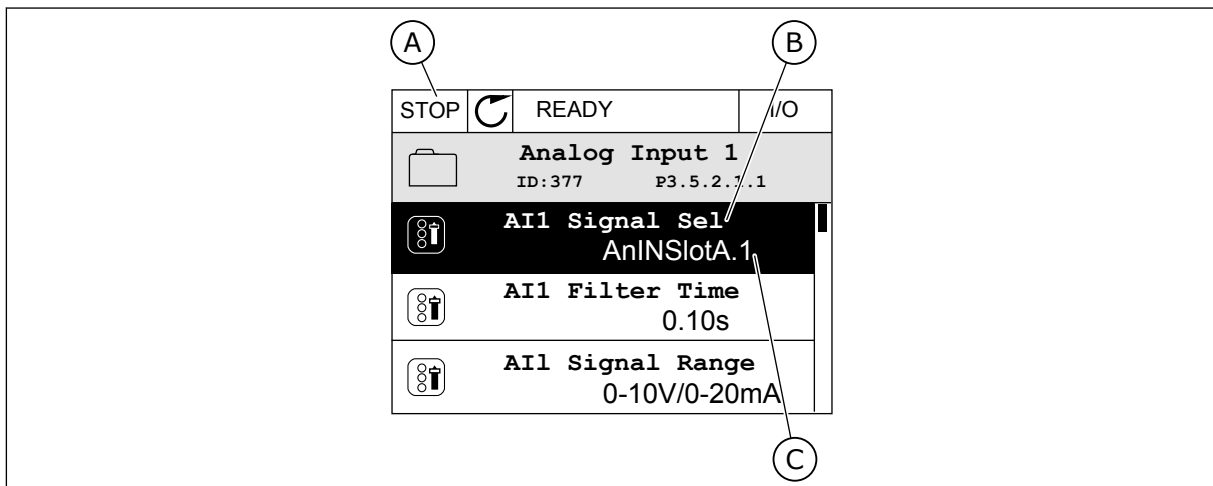 A
B
STOP READY I/O
Analog Input 1
ID:377 P3.5.2.1.1
AI1 Signal Sel
AnINSlotA.1
AI1 Filter Time
0.10s
AIl Signal Range
0-10V/0-20mA
C